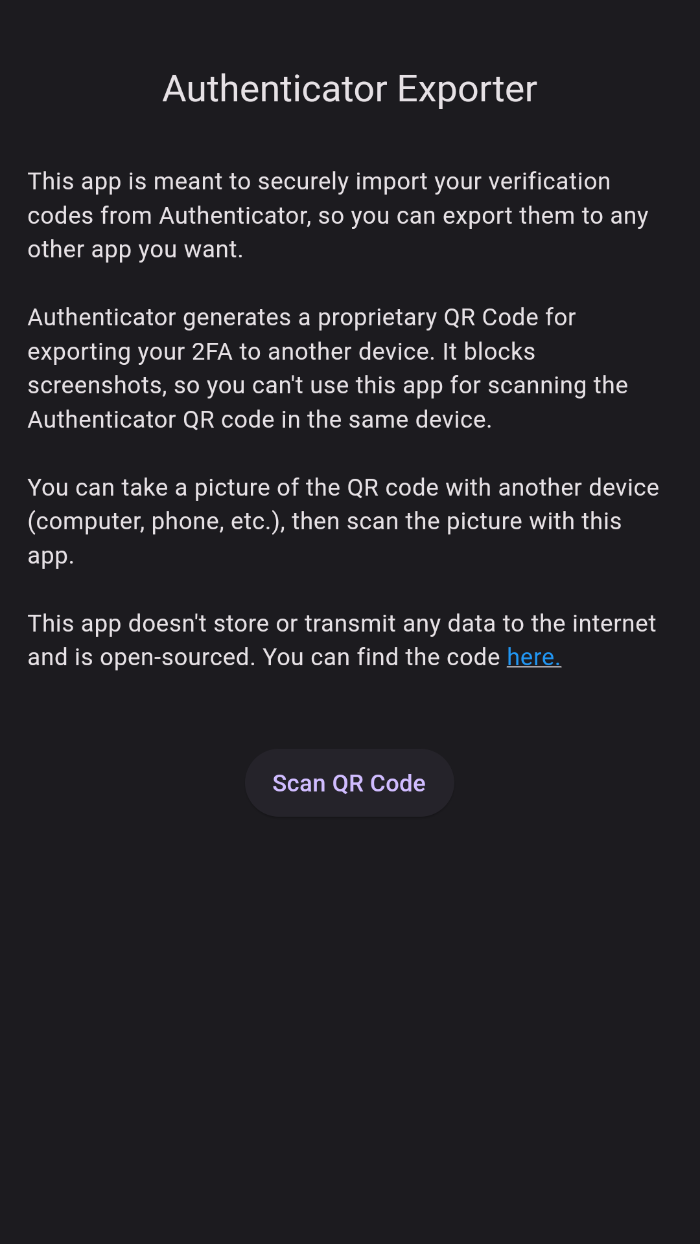 Authenticator Exporter
This app is meant to securely import your verification
codes from Authenticator, so you can export them to any
other app you want.
Authenticator generates a proprietary QR Code for
exporting your 2FA to another device. It blocks
screenshots, so you can't use this app for scanning the
Authenticator QR code in the same device.
You can take a picture of the QR code with another device
(computer, phone, etc.), then scan the picture with this
app.
This app doesn't store or transmit any data to the internet
and is open-sourced. You can find the code here.
Scan QR Code